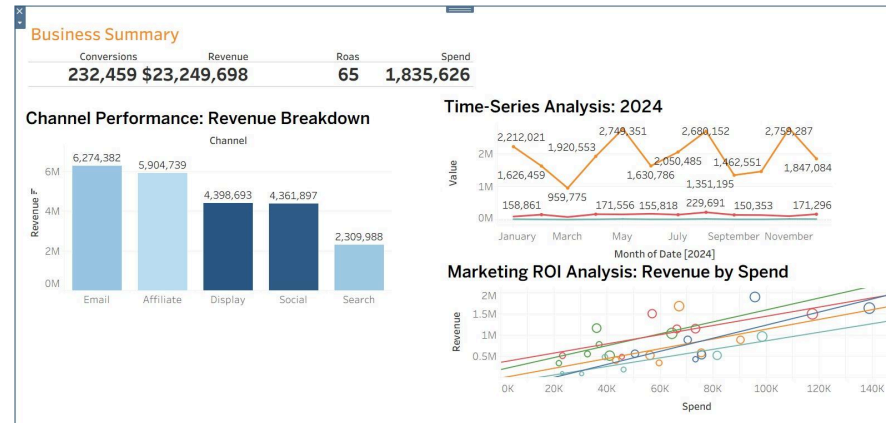 Business Summary
Conversions Revenue Roas Spend
232,459 $23,249,698 65 1,835,626
Channel Performance: Revenue Breakdown
Channel
6,274,382
5,904,739
4,398,693
4,361,897
2,309,988
6M
4M
2M
0M
Revenue
Email Affiliate Display Social Search
Time-Series Analysis: 2024
2,212,021
1,626,459
959,775
1,920,553
2,749,351
1,630,786
2,050,485
2,680,152
1,351,195
1,462,551
2,759,287
1,847,084
158,861 171,556 155,818 229,691 150,353 171,296
2M
1M
0M
Value
January March May July September November
Month of Date [2024]
Marketing ROI Analysis: Revenue by Spend
2M
1.5M
1M
0.5M
Revenue
0K 20K 40K 60K 80K 100K 120K 140K
Spend